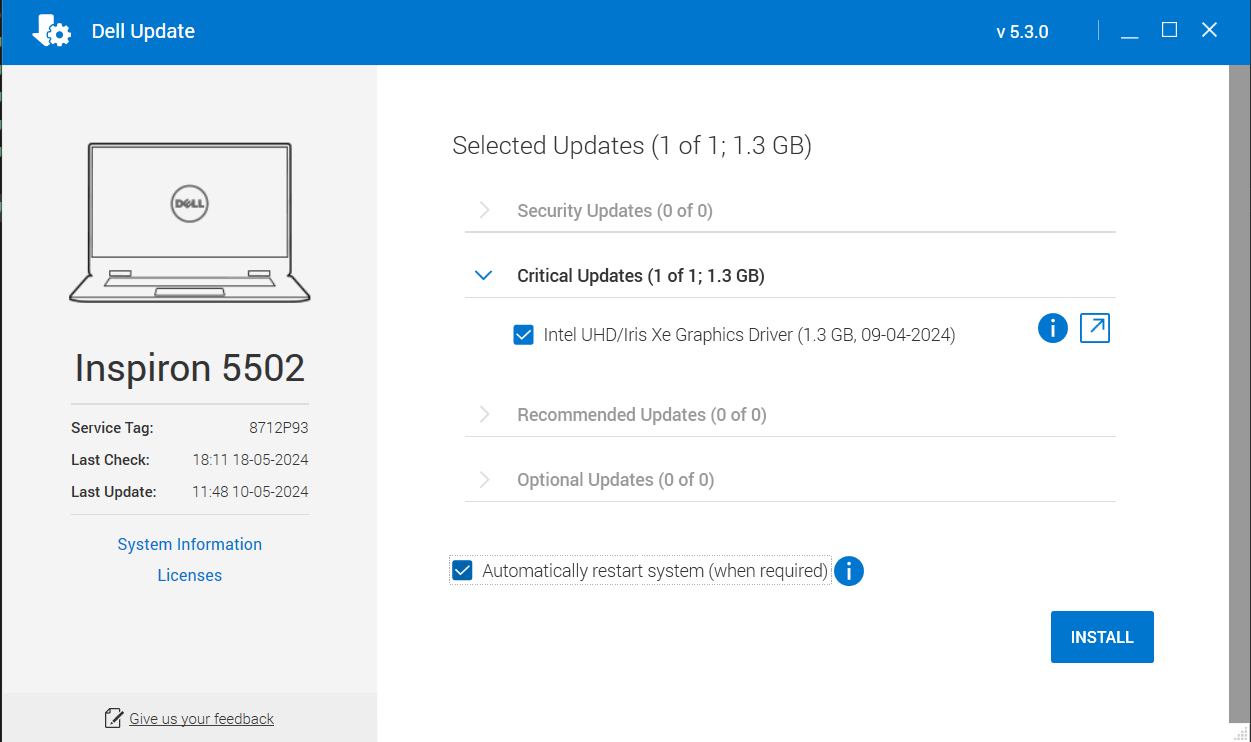 Dell Update
v 5.3.0
DELL
Inspiron 5502
Service Tag: 8712P93
Last Check: 18:11 18-05-2024
Last Update: 11:48 10-05-2024
System Information
Licenses
Give us your feedback
Selected Updates (1 of 1; 1.3 GB)
Security Updates (0 of 0)
Critical Updates (1 of 1; 1.3 GB)
Intel UHD/Iris Xe Graphics Driver (1.3 GB, 09-04-2024)
Recommended Updates (0 of 0)
Optional Updates (0 of 0)
Automatically restart system (when required)
INSTALL